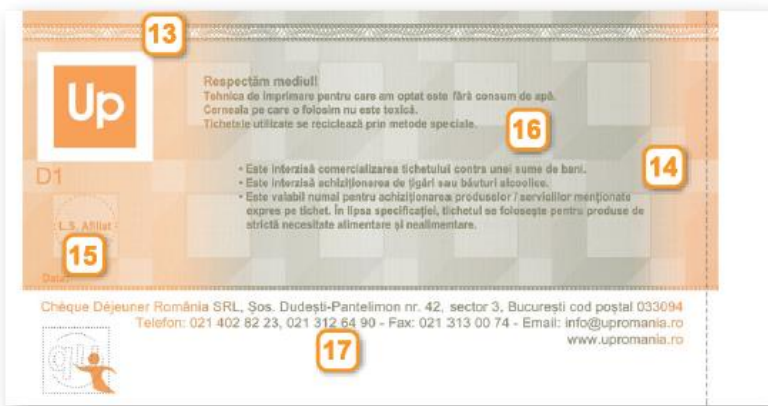 13
Up
Respectăm mediul!
Tehnica de imprimare pentru care am optat este fără consum de apă.
Cerneala pe care o folosim nu este toxică.
Tichetele utilizate se reciclează prin metode speciale.
16
14
D1
• Este interzisă comercializarea tichetului contra unei sume de bani.
• Este interzisă achiziționarea de țigări sau băuturi alcoolice.
• Este valabil numai pentru achiziționarea produselor / serviciilor menționate
expres pe tichet. În lipsa specificației, tichetul se folosește pentru produse de
strictă necesitate alimentare și nealimentare.
L.S. Afiliat
15
Chèque Déjeuner România SRL, Șos. Dudești-Pantelimon nr. 42, sector 3, București cod poștal 033094
Telefon: 021 402 82 23, 021 312 64 90 - Fax: 021 313 00 74 - Email: info@upromania.ro
www.upromania.ro
17